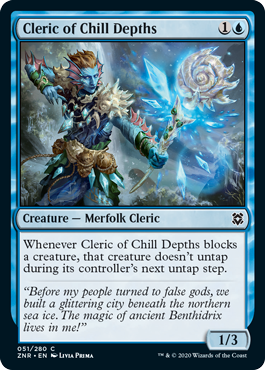 Cleric of Chill Depths 1
Creature — Merfolk Cleric
Whenever Cleric of Chill Depths blocks
a creature, that creature doesn't untap
during its controller's next untap step.
"Before my people turned to false gods, we
built a glittering city beneath the northern
sea ice. The magic of ancient Benthidrix
lives in me!"
1/3
051/280 C
ZNR • EN LIVIA PRIMA
™ & © 2020 Wizards of the Coast